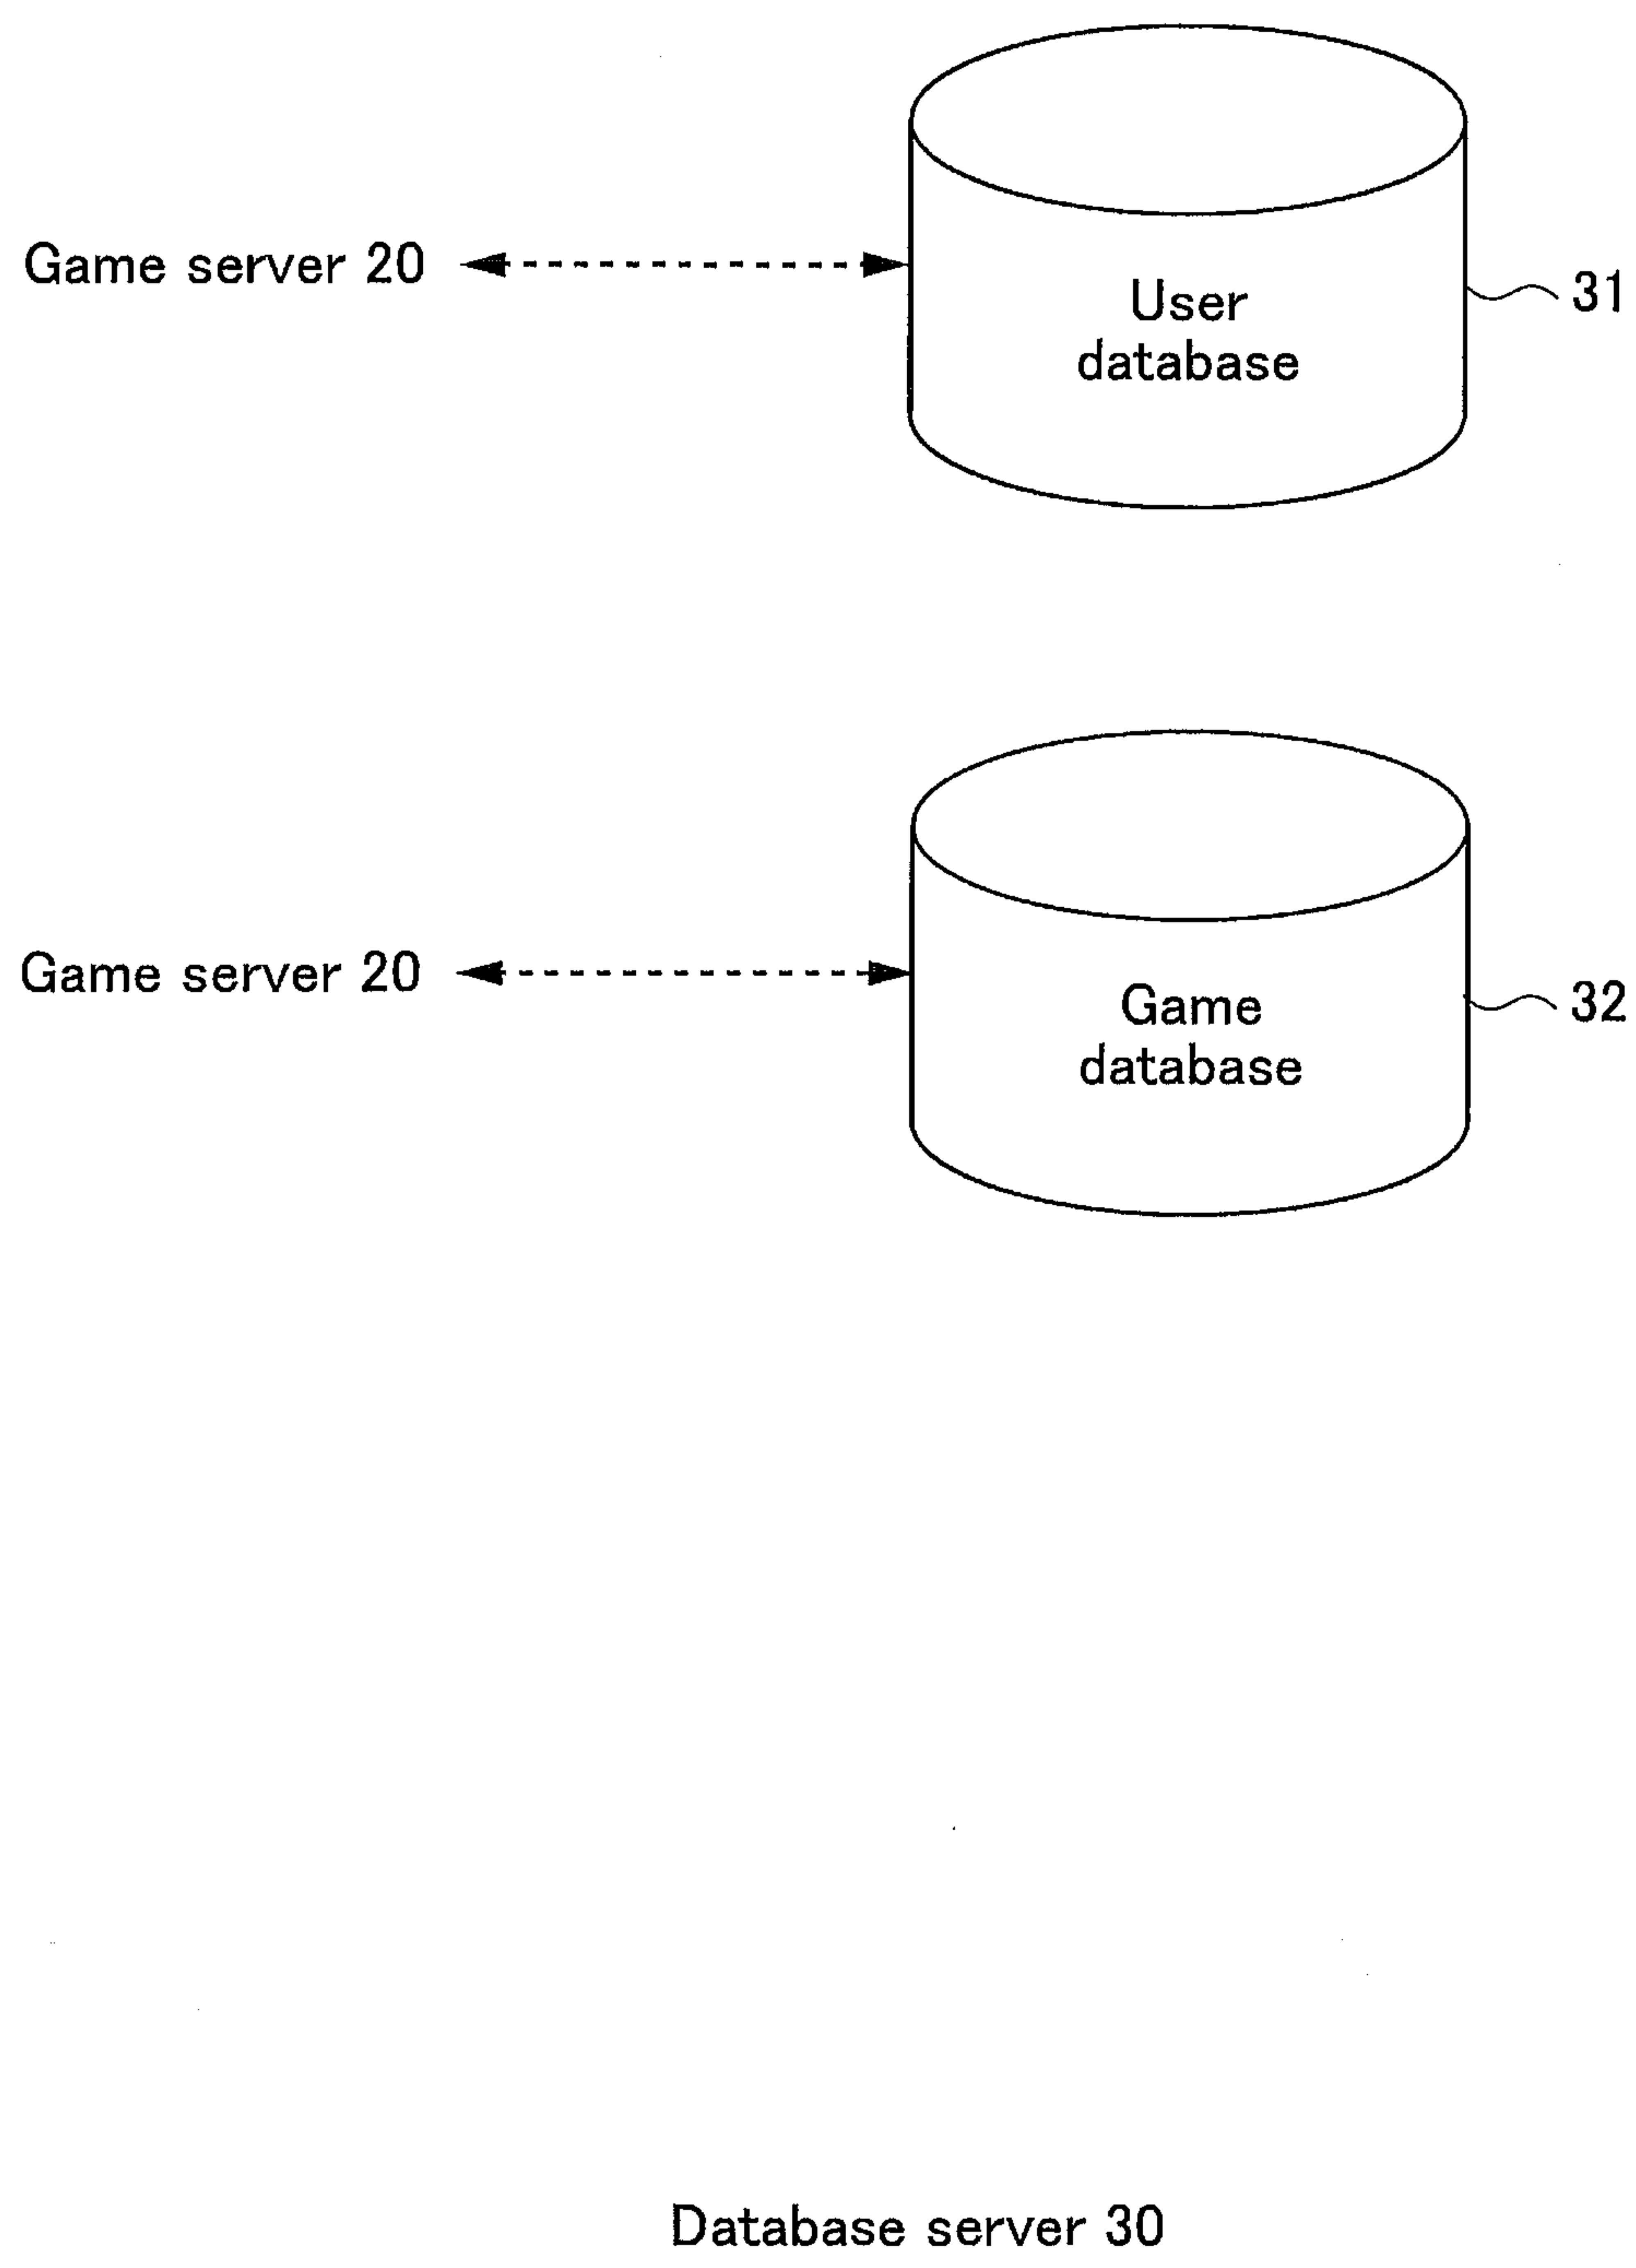 Game server 20
User
database
31
Game server 20
Game
database
32
Database server 30